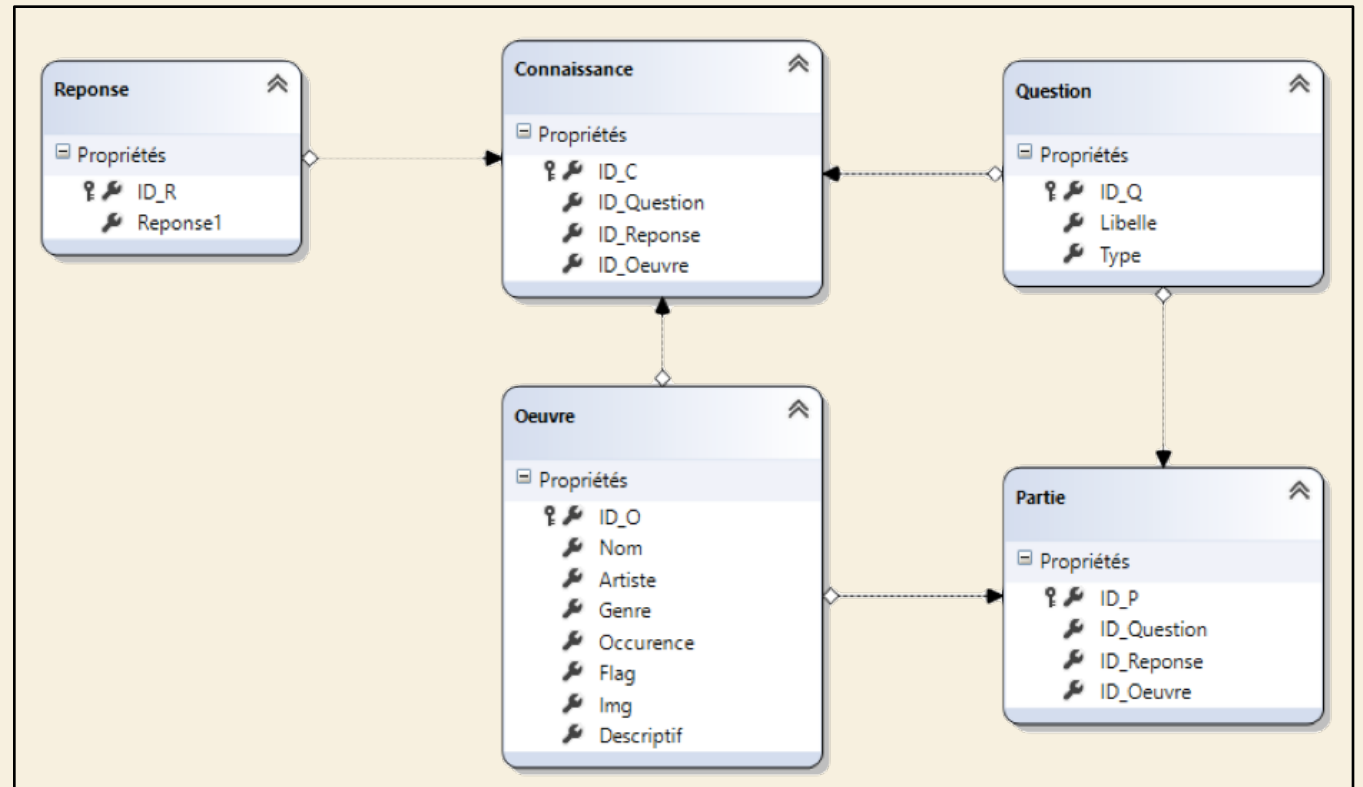 Reponse
Propriétés
ID_R
Reponse1
Connaissance
Propriétés
ID_C
ID_Question
ID_Reponse
ID_Oeuvre
Question
Propriétés
ID_Q
Libelle
Type
Oeuvre
Propriétés
ID_O
Nom
Artiste
Genre
Occurence
Flag
Img
Descriptif
Partie
Propriétés
ID_P
ID_Question
ID_Reponse
ID_Oeuvre